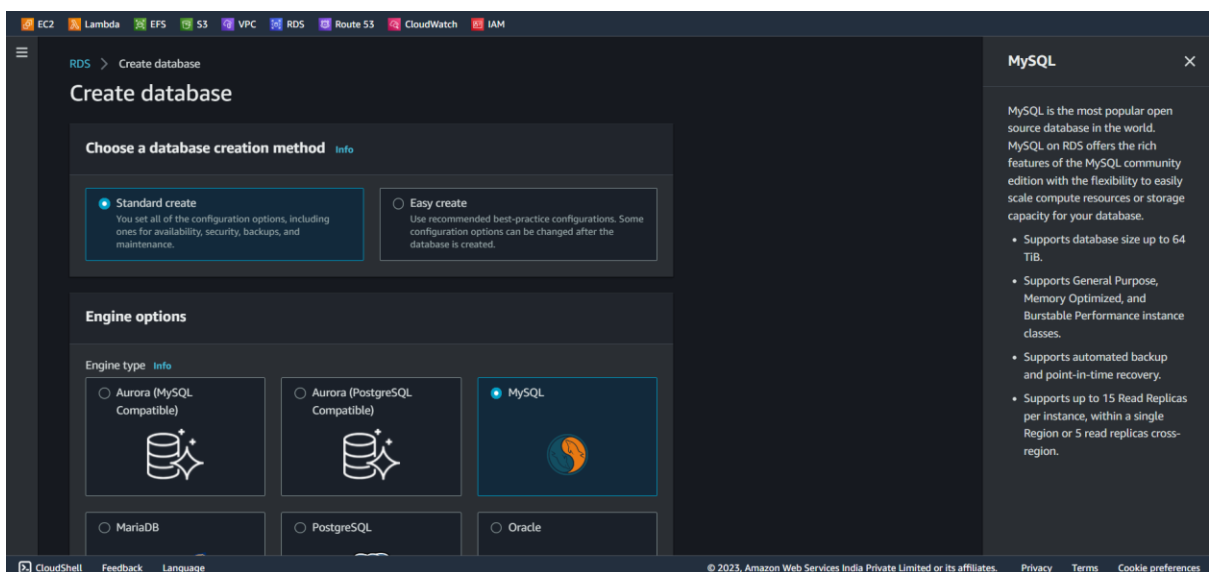 EC2 Lambda EFS S3 VPC RDS Route 53 CloudWatch IAM
RDS > Create database
Create database
Choose a database creation method Info
Standard create
You set all of the configuration options, including
ones for availability, security, backups, and
maintenance.
Easy create
Use recommended best-practice configurations. Some
configuration options can be changed after the
database is created.
Engine options
Engine type Info
Aurora (MySQL
Compatible)
Aurora (PostgreSQL
Compatible)
MySQL
MariaDB
PostgreSQL
Oracle
MySQL
MySQL is the most popular open
source database in the world.
MySQL on RDS offers the rich
features of the MySQL community
edition with the flexibility to easily
scale compute resources or storage
capacity for your database.
• Supports database size up to 64
TiB.
• Supports General Purpose,
Memory Optimized, and
Burstable Performance instance
classes.
• Supports automated backup
and point-in-time recovery.
• Supports up to 15 Read Replicas
per instance, within a single
Region or 5 read replicas cross-
region.
CloudShell Feedback Language © 2023, Amazon Web Services India Private Limited or its affiliates. Privacy Terms Cookie preferences